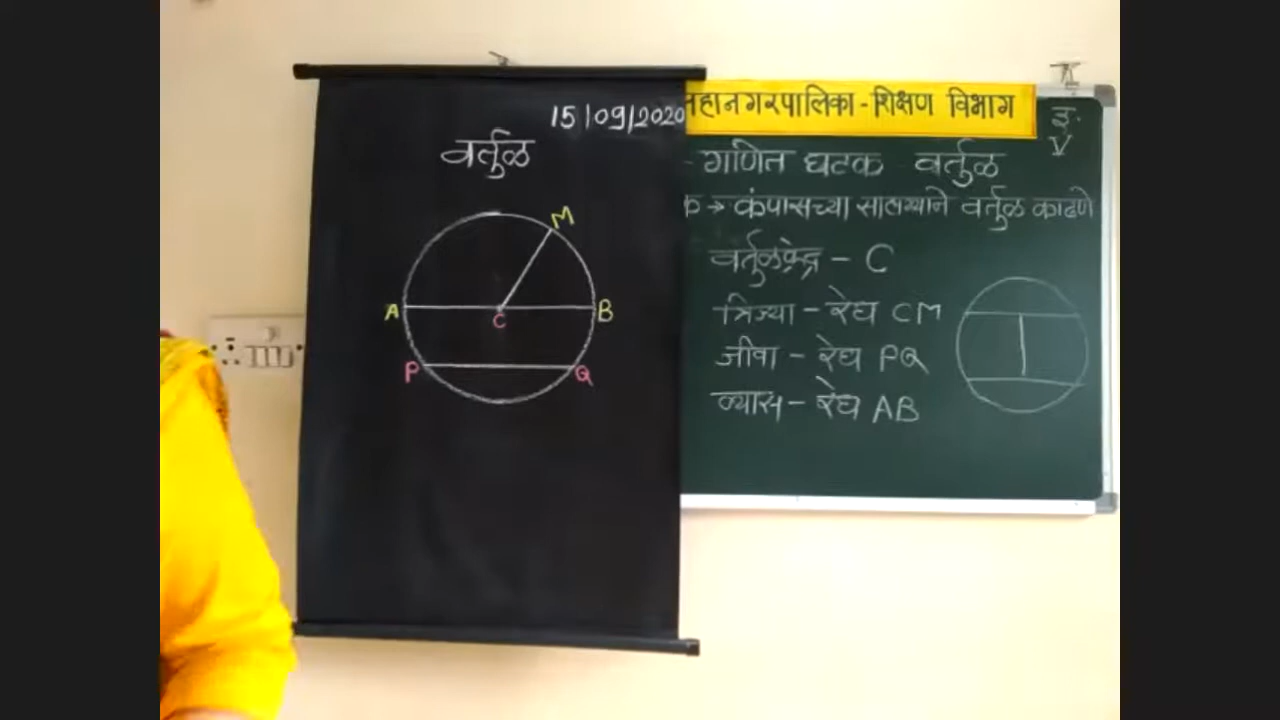 15/09/2020
वर्तुळ
M
A
B
C
P
Q
महानगरपालिका - शिक्षण विभाग
इ.
V
- गणित घटक - वर्तुळ
→ कंपासच्या साहाय्याने वर्तुळ काढणे
वर्तुळकेंद्र - C
त्रिज्या - रेघ CM
जीवा - रेघ PQ
व्यास - रेघ AB